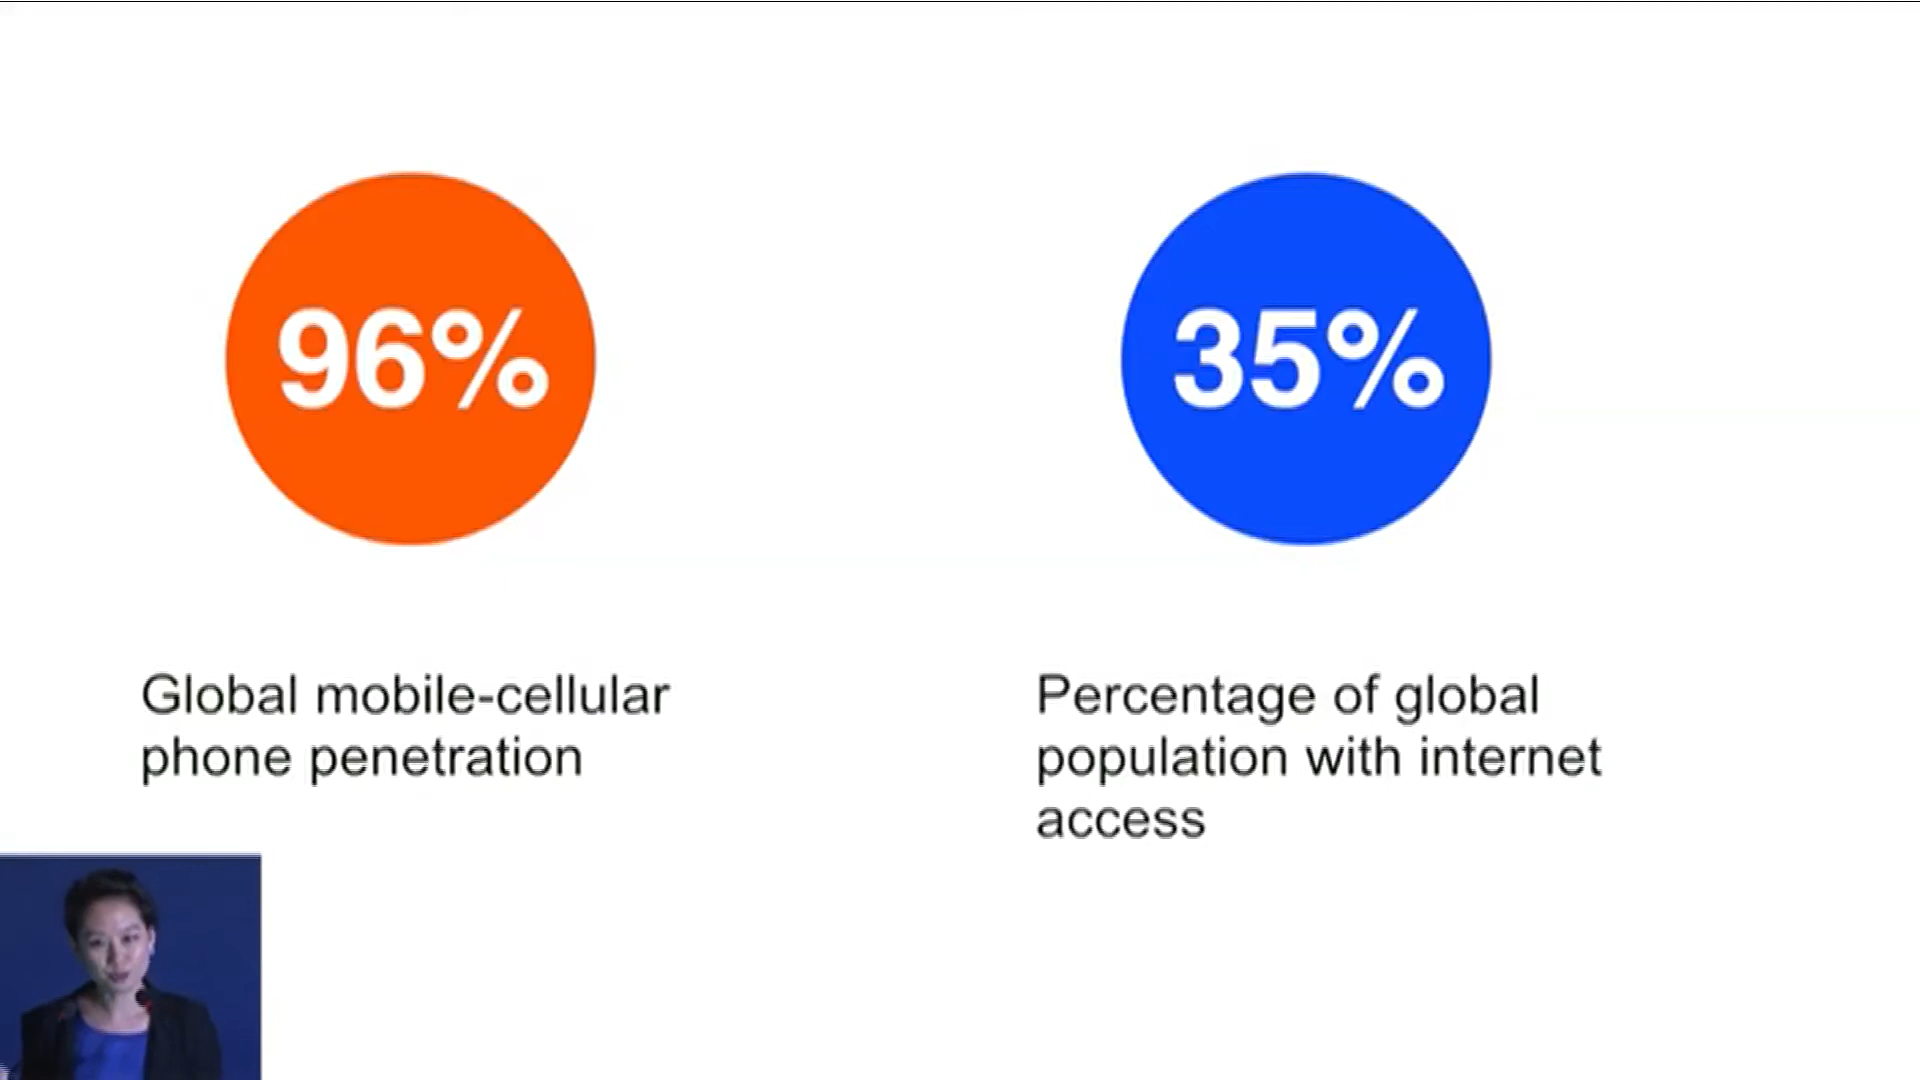 96%
Global mobile-cellular
phone penetration
35%
Percentage of global
population with internet
access